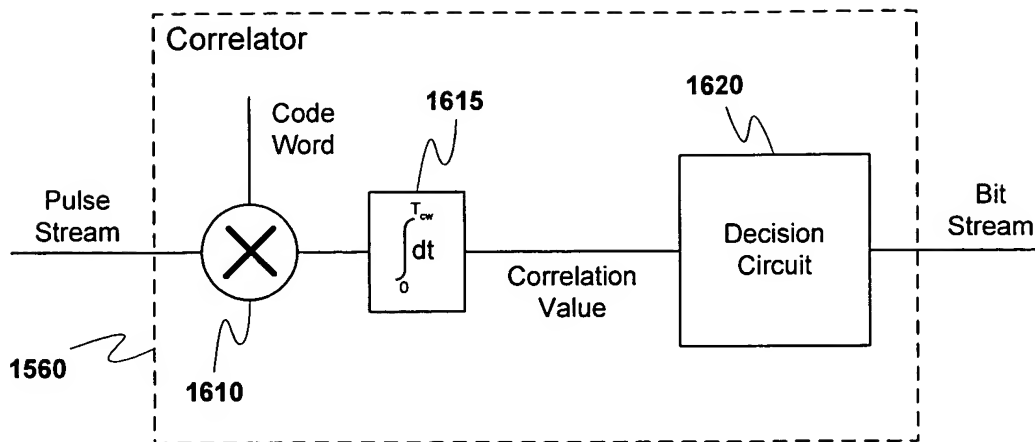 Correlator
Code
Word
1615
1620
Pulse
Stream
T_cw
∫ dt
0
Correlation
Value
Decision
Circuit
Bit
Stream
1560
1610